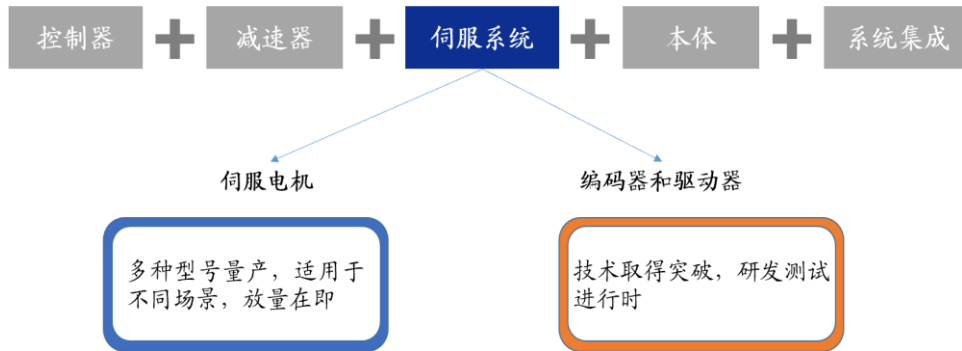 控制器 + 减速器 + 伺服系统 + 本体 + 系统集成
伺服电机
编码器和驱动器
多种型号量产，适用于
不同场景，放量在即
技术取得突破，研发测试
进行时